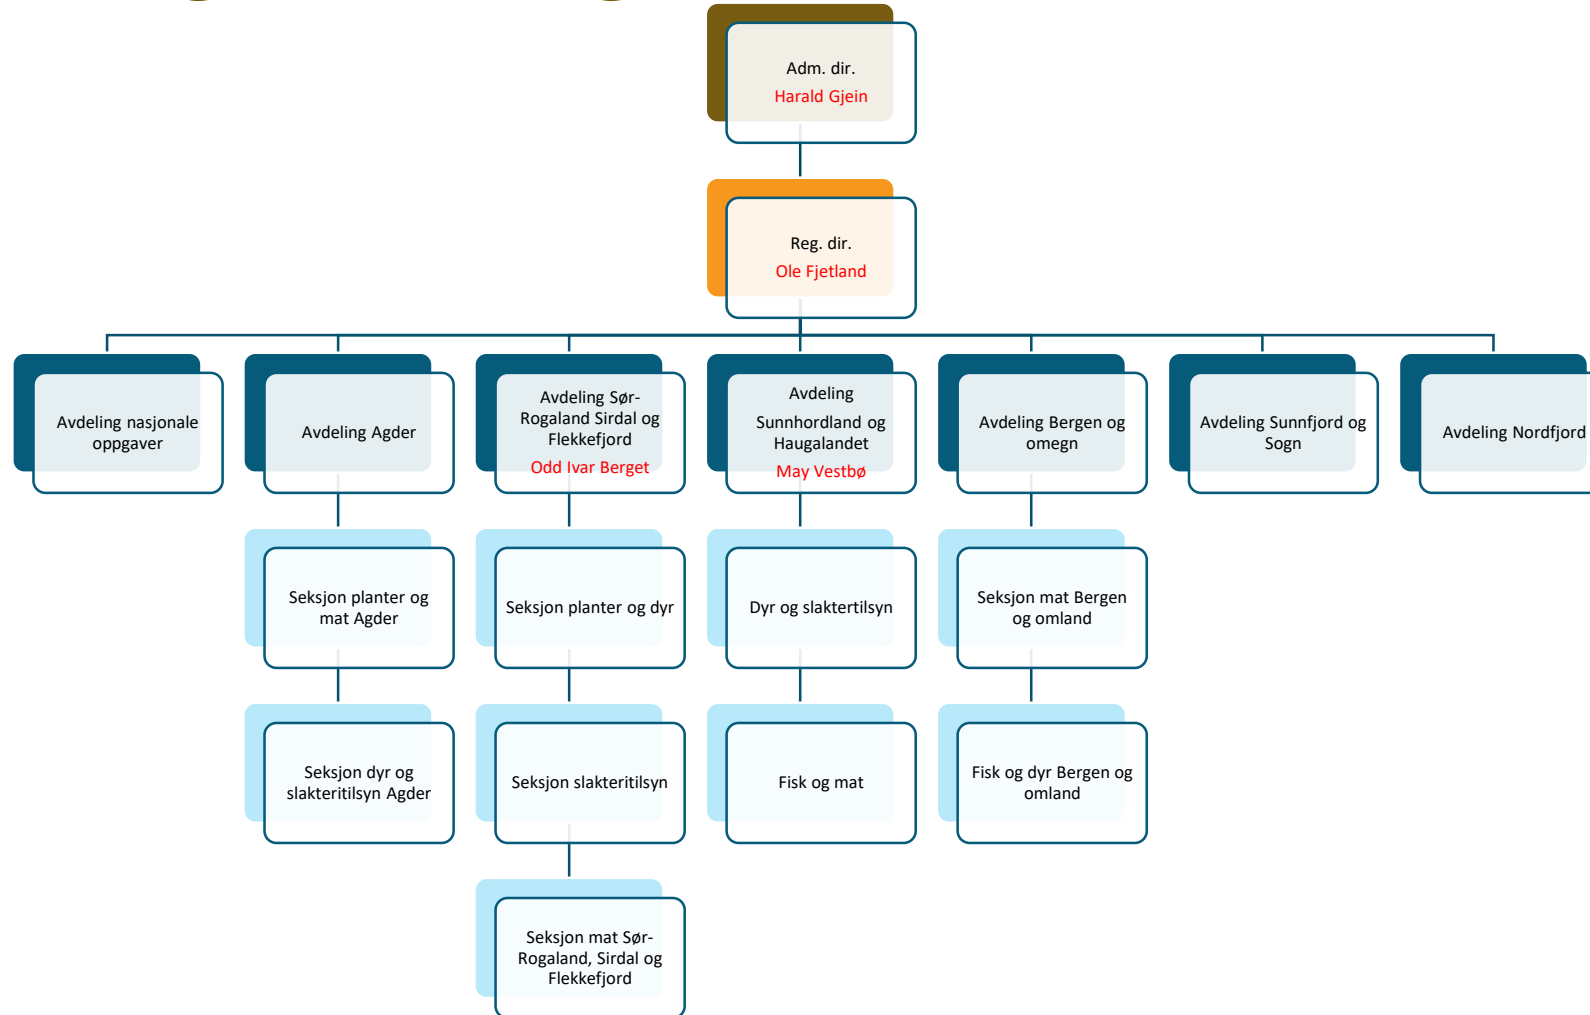 Adm. dir.
Harald Gjein
Reg. dir.
Ole Fjetland
Avdeling nasjonale
oppgaver
Avdeling Agder
Avdeling Sør-
Rogaland Sirdal og
Flekkefjord
Odd Ivar Berget
Avdeling
Sunnhordland og
Haugalandet
May Vestbø
Avdeling Bergen og
omegn
Avdeling Sunnfjord og
Sogn
Avdeling Nordfjord
Seksjon planter og
mat Agder
Seksjon planter og dyr
Dyr og slaktertilsyn
Seksjon mat Bergen
og omland
Seksjon dyr og
slakteritilsyn Agder
Seksjon slakteritilsyn
Fisk og mat
Fisk og dyr Bergen og
omland
Seksjon mat Sør-
Rogaland, Sirdal og
Flekkefjord